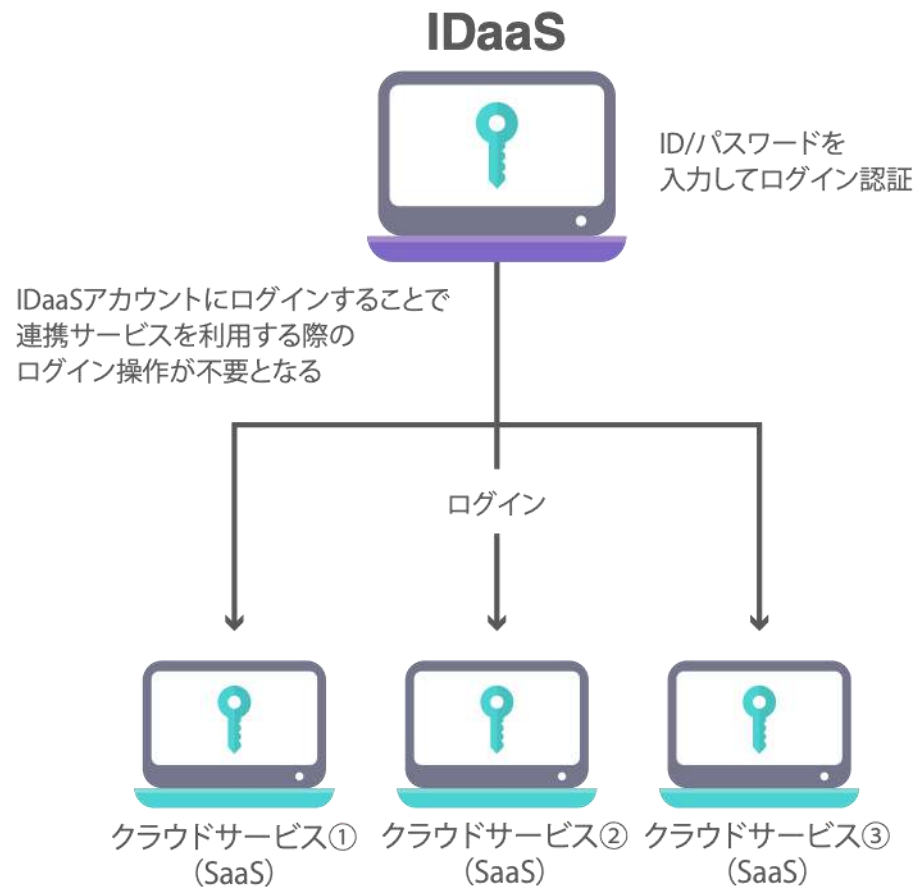 IDaaS
ID/パスワードを
入力してログイン認証
IDaaSアカウントにログインすることで
連携サービスを利用する際の
ログイン操作が不要となる
ログイン
クラウドサービス①
（SaaS）
クラウドサービス②
（SaaS）
クラウドサービス③
（SaaS）